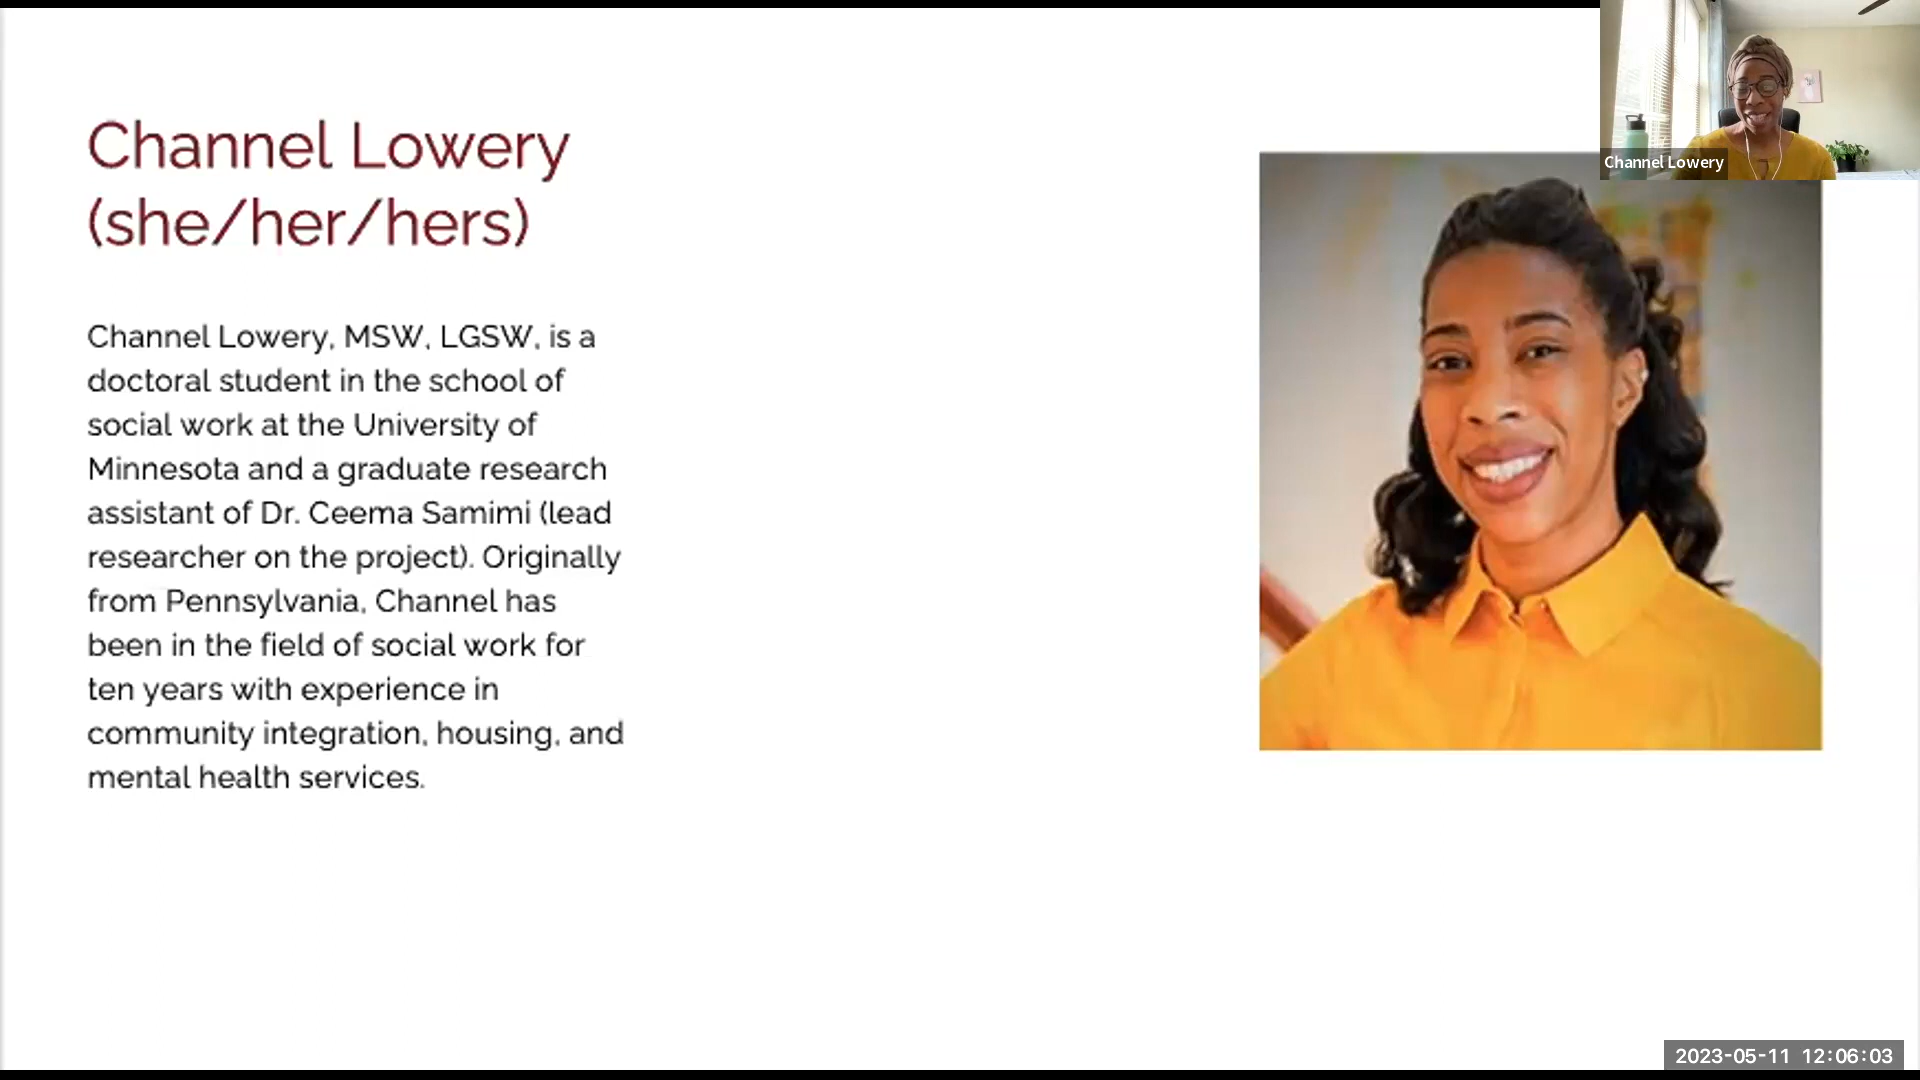 Channel Lowery
(she/her/hers)
Channel Lowery, MSW, LGSW, is a
doctoral student in the school of
social work at the University of
Minnesota and a graduate research
assistant of Dr. Ceema Samimi (lead
researcher on the project). Originally
from Pennsylvania, Channel has
been in the field of social work for
ten years with experience in
community integration, housing, and
mental health services.
Channel Lowery
2023-05-11 12:06:03